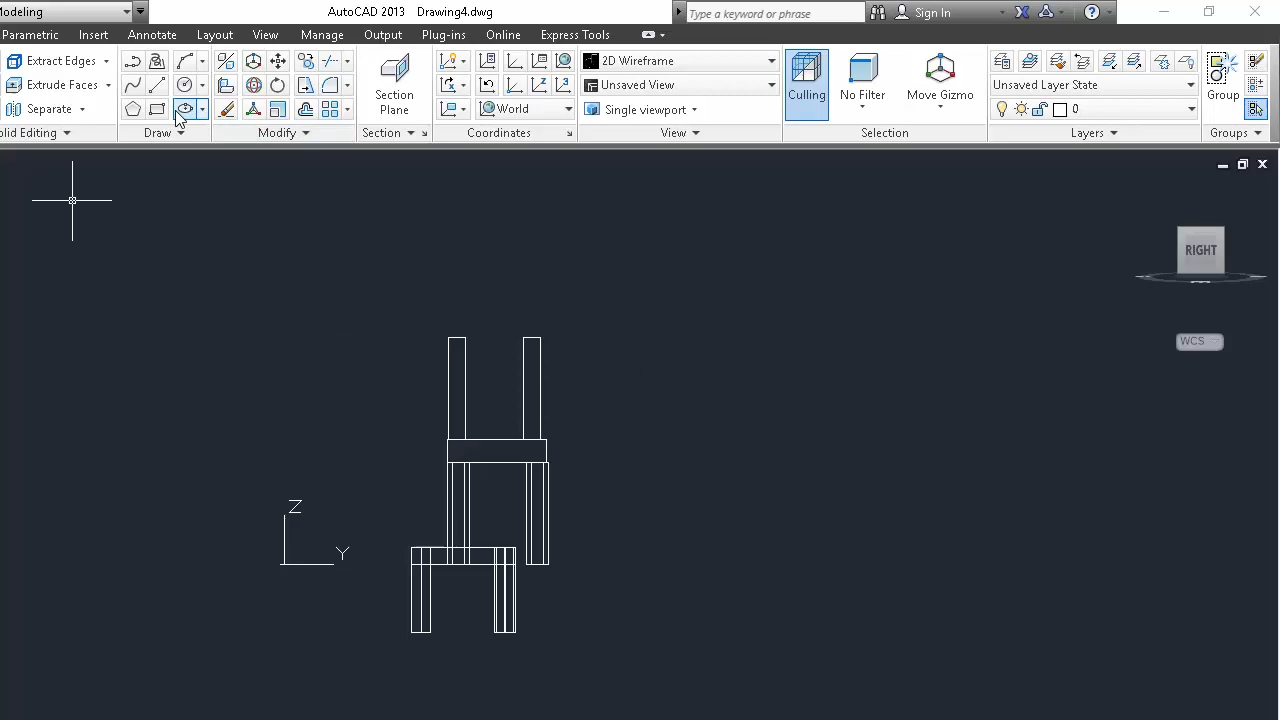 Modeling
AutoCAD 2013 Drawing4.dwg
Type a keyword or phrase
Sign In
Parametric Insert Annotate Layout View Manage Output Plug-ins Online Express Tools
Extract Edges
Extrude Faces
Separate
Section
Plane
2D Wireframe
Unsaved View
World
Single viewport
Culling
No Filter
Move Gizmo
Unsaved Layer State
0
Group
olid Editing Draw Modify Section Coordinates View Selection Layers Groups
RIGHT
WCS
Z
Y